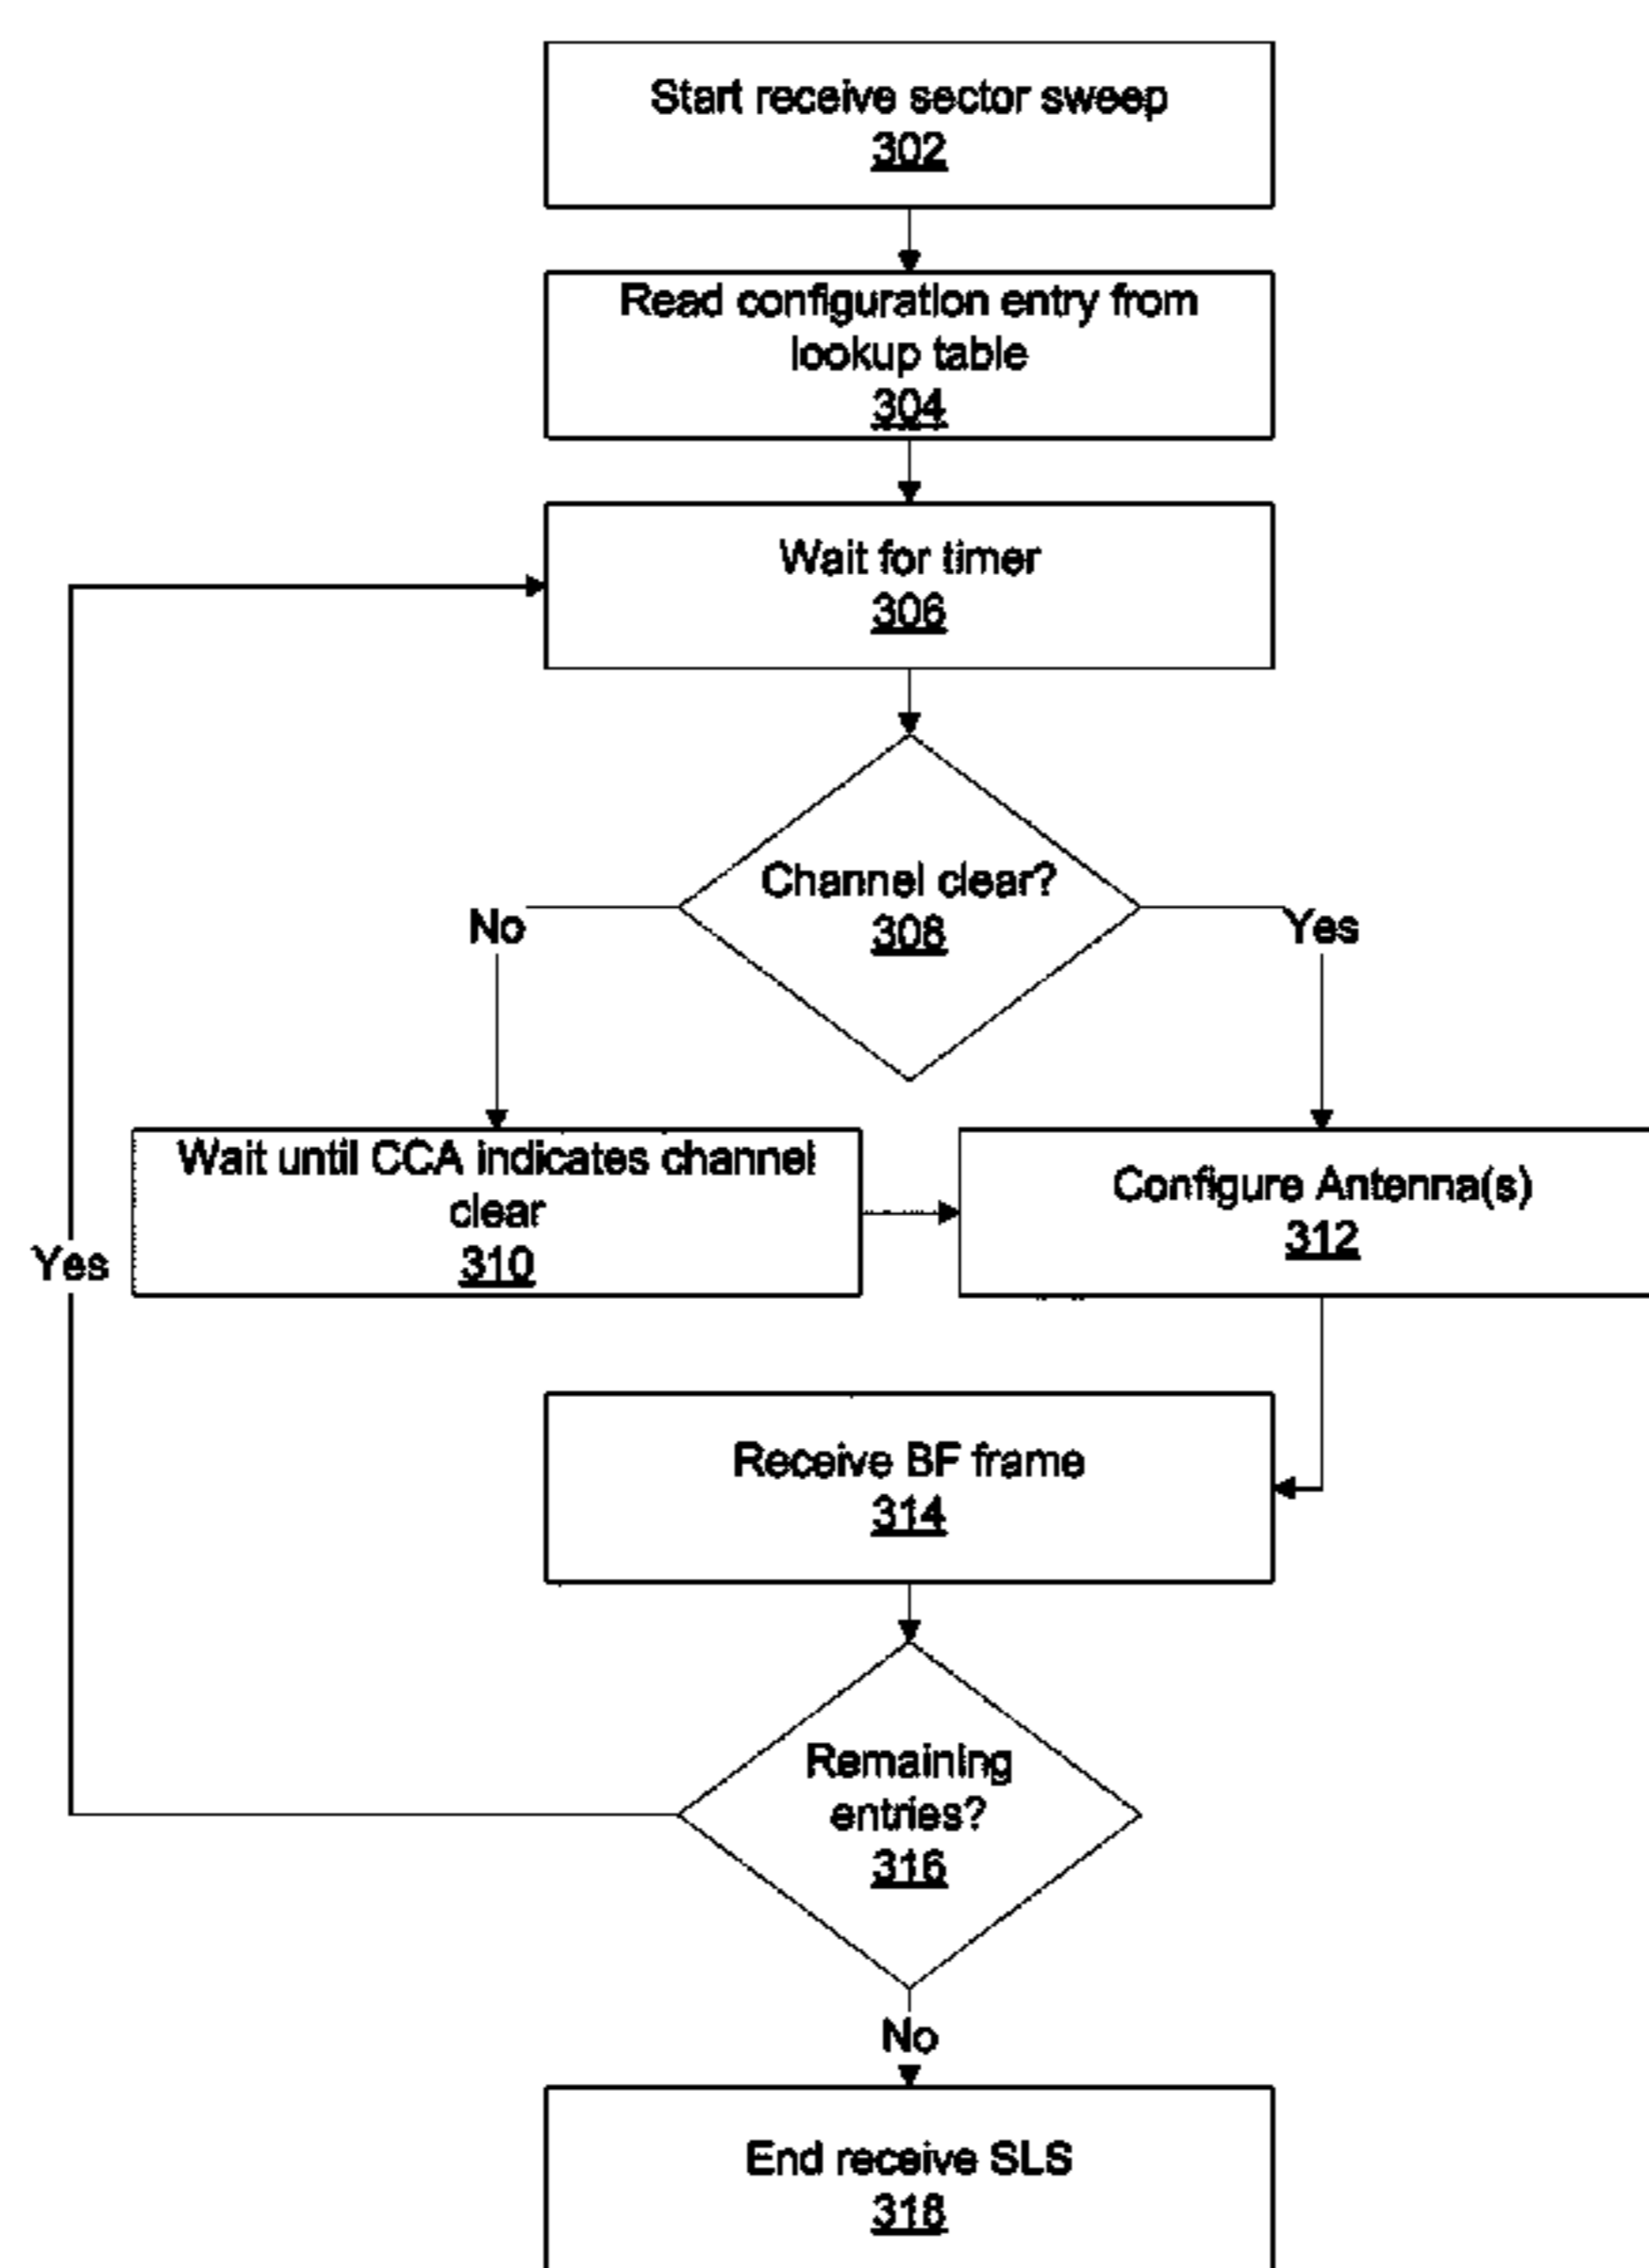 Start receive sector sweep
302
Read configuration entry from
lookup table
304
Wait for timer
306
Channel clear?
308
No
Yes
Wait until CCA indicates channel
clear
310
Configure Antenna(s)
312
Yes
Receive BF frame
314
Remaining
entries?
316
No
End receive SLS
318